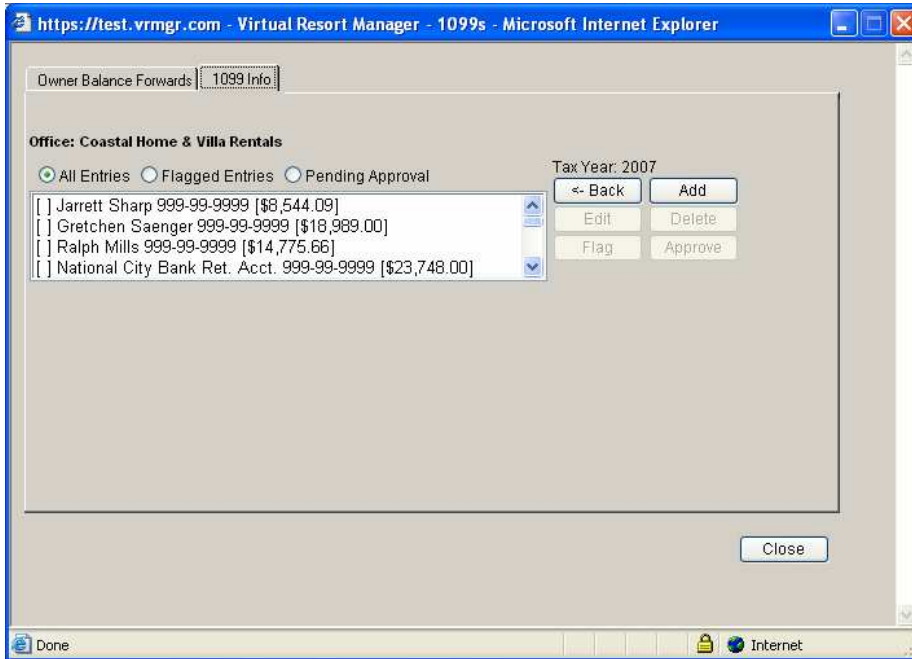 https://test.vrmgr.com - Virtual Resort Manager - 1099s - Microsoft Internet Explorer
Owner Balance Forwards 1099 Info
Office: Coastal Home & Villa Rentals
All Entries Flagged Entries Pending Approval
Tax Year: 2007
[ ] Jarrett Sharp 999-99-9999 [$8,544.09]
[ ] Gretchen Saenger 999-99-9999 [$18,989.00]
[ ] Ralph Mills 999-99-9999 [$14,775.66]
[ ] National City Bank Ret. Acct. 999-99-9999 [$23,748.00]
<- Back Add
Edit Delete
Flag Approve
Close
Done Internet